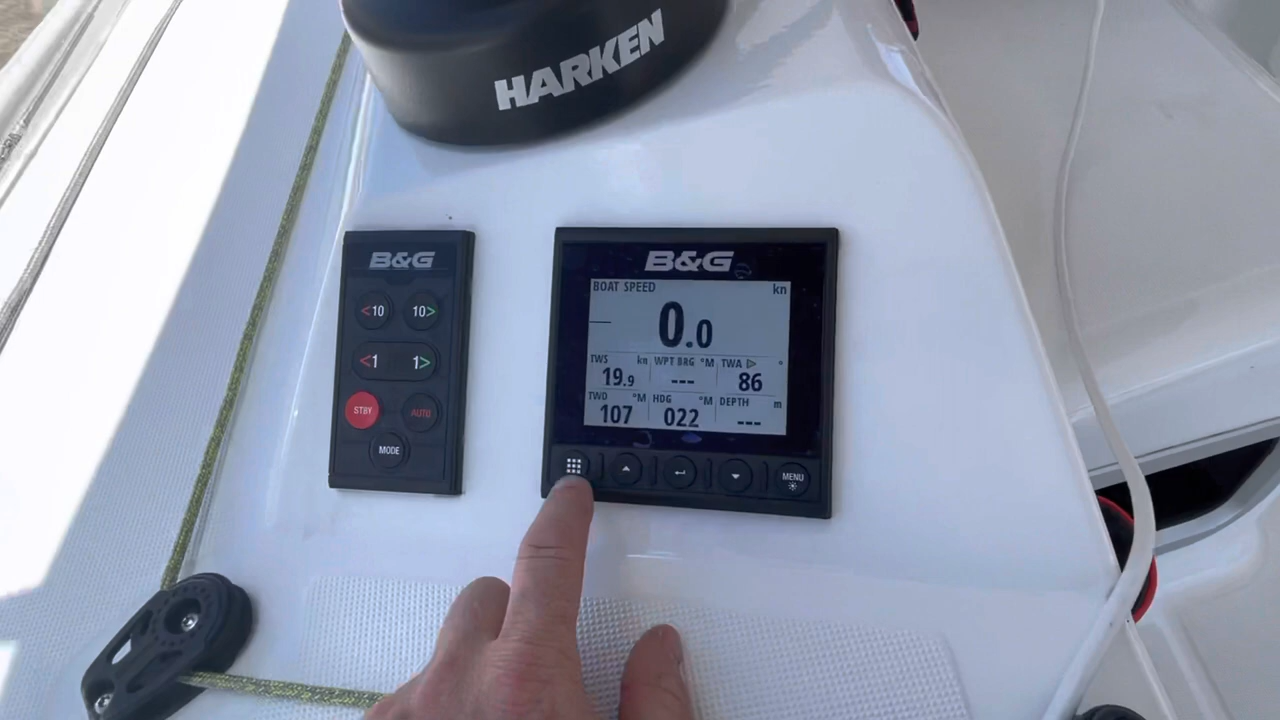 HARKEN
B&G
<10 10>
<1 1>
STBY AUTO
MODE
B&G
BOAT SPEED kn
0.0
TWS kn WPT BRG °M TWA °
19.9 --- 86
TWD °M HDG °M DEPTH m
107 022 ---
MENU